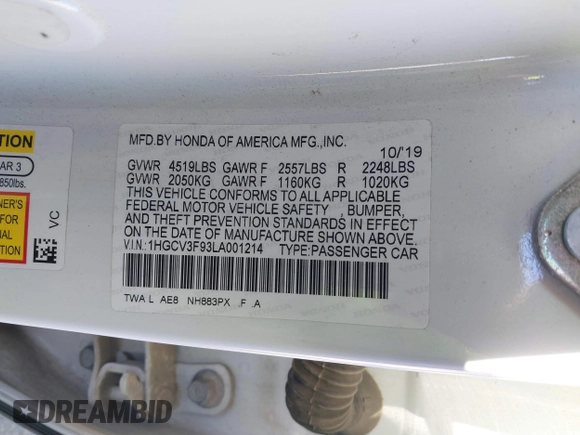 TION
AR 3
850lbs.
NER'S
FOR
IAL
ATION
VC
MFD.BY HONDA OF AMERICA MFG.,INC.
10/'19
GVWR 4519LBS GAWR F 2557LBS R 2248LBS
GVWR 2050KG GAWR F 1160KG R 1020KG
THIS VEHICLE CONFORMS TO ALL APPLICABLE
FEDERAL MOTOR VEHICLE SAFETY , BUMPER,
AND THEFT PREVENTION STANDARDS IN EFFECT
ON THE DATE OF MANUFACTURE SHOWN ABOVE.
V.I.N:1HGCV3F93LA001214 TYPE:PASSENGER CAR
TWA L AE8 NH883PX .F .A
DREAMBID